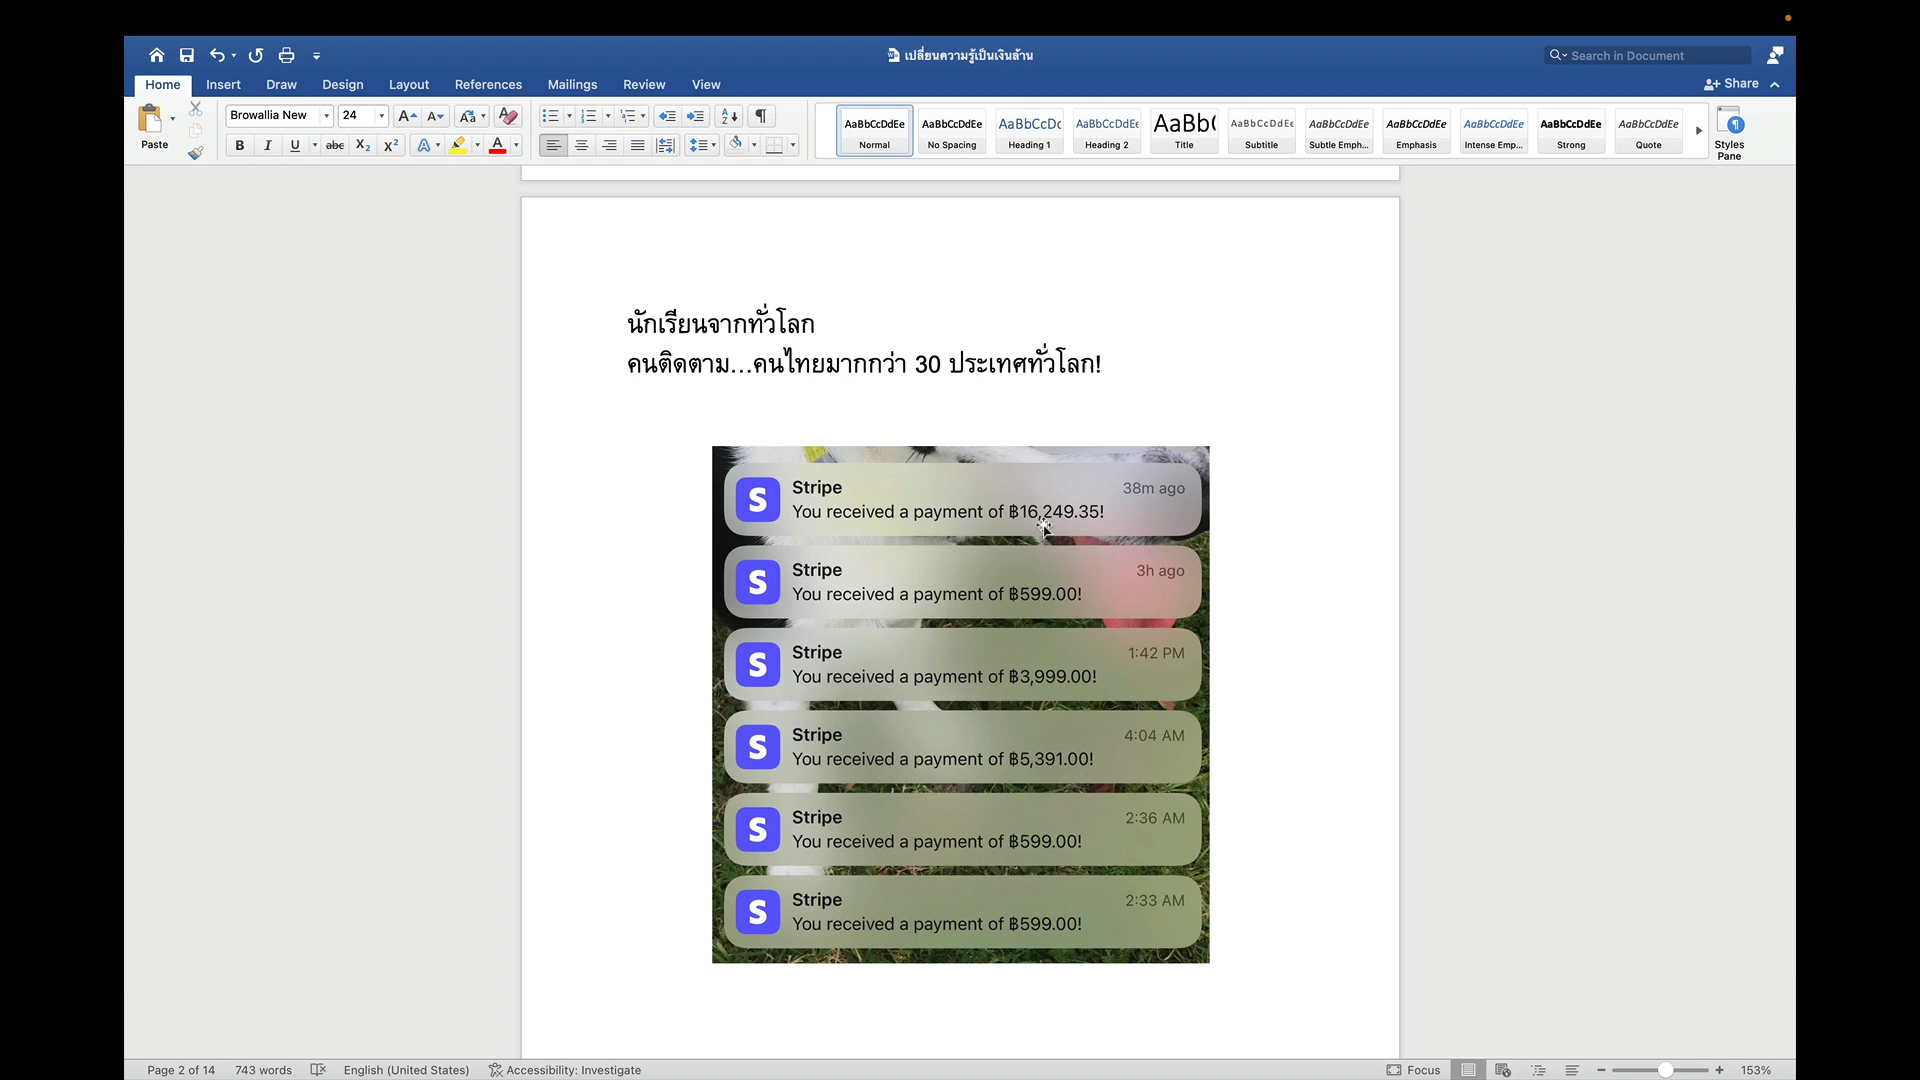 เปลี่ยนความรู้เป็นเงินล้าน
Search in Document
Home Insert Draw Design Layout References Mailings Review View
Share
Paste
Browallia New 24
AaBbCcDdEe Normal
AaBbCcDdEe No Spacing
AaBbCcDc Heading 1
AaBbCcDdEe Heading 2
AaBb( Title
AaBbCcDdEe Subtitle
AaBbCcDdEe Subtle Emph...
AaBbCcDdEe Emphasis
AaBbCcDdEe Intense Emp...
AaBbCcDdEe Strong
AaBbCcDdEe Quote
Styles
Pane
นักเรียนจากทั่วโลก
คนติดตาม...คนไทยมากกว่า 30 ประเทศทั่วโลก!
Stripe 38m ago
You received a payment of ฿16,249.35!
Stripe 3h ago
You received a payment of ฿599.00!
Stripe 1:42 PM
You received a payment of ฿3,999.00!
Stripe 4:04 AM
You received a payment of ฿5,391.00!
Stripe 2:36 AM
You received a payment of ฿599.00!
Stripe 2:33 AM
You received a payment of ฿599.00!
Page 2 of 14 743 words English (United States) Accessibility: Investigate Focus 153%